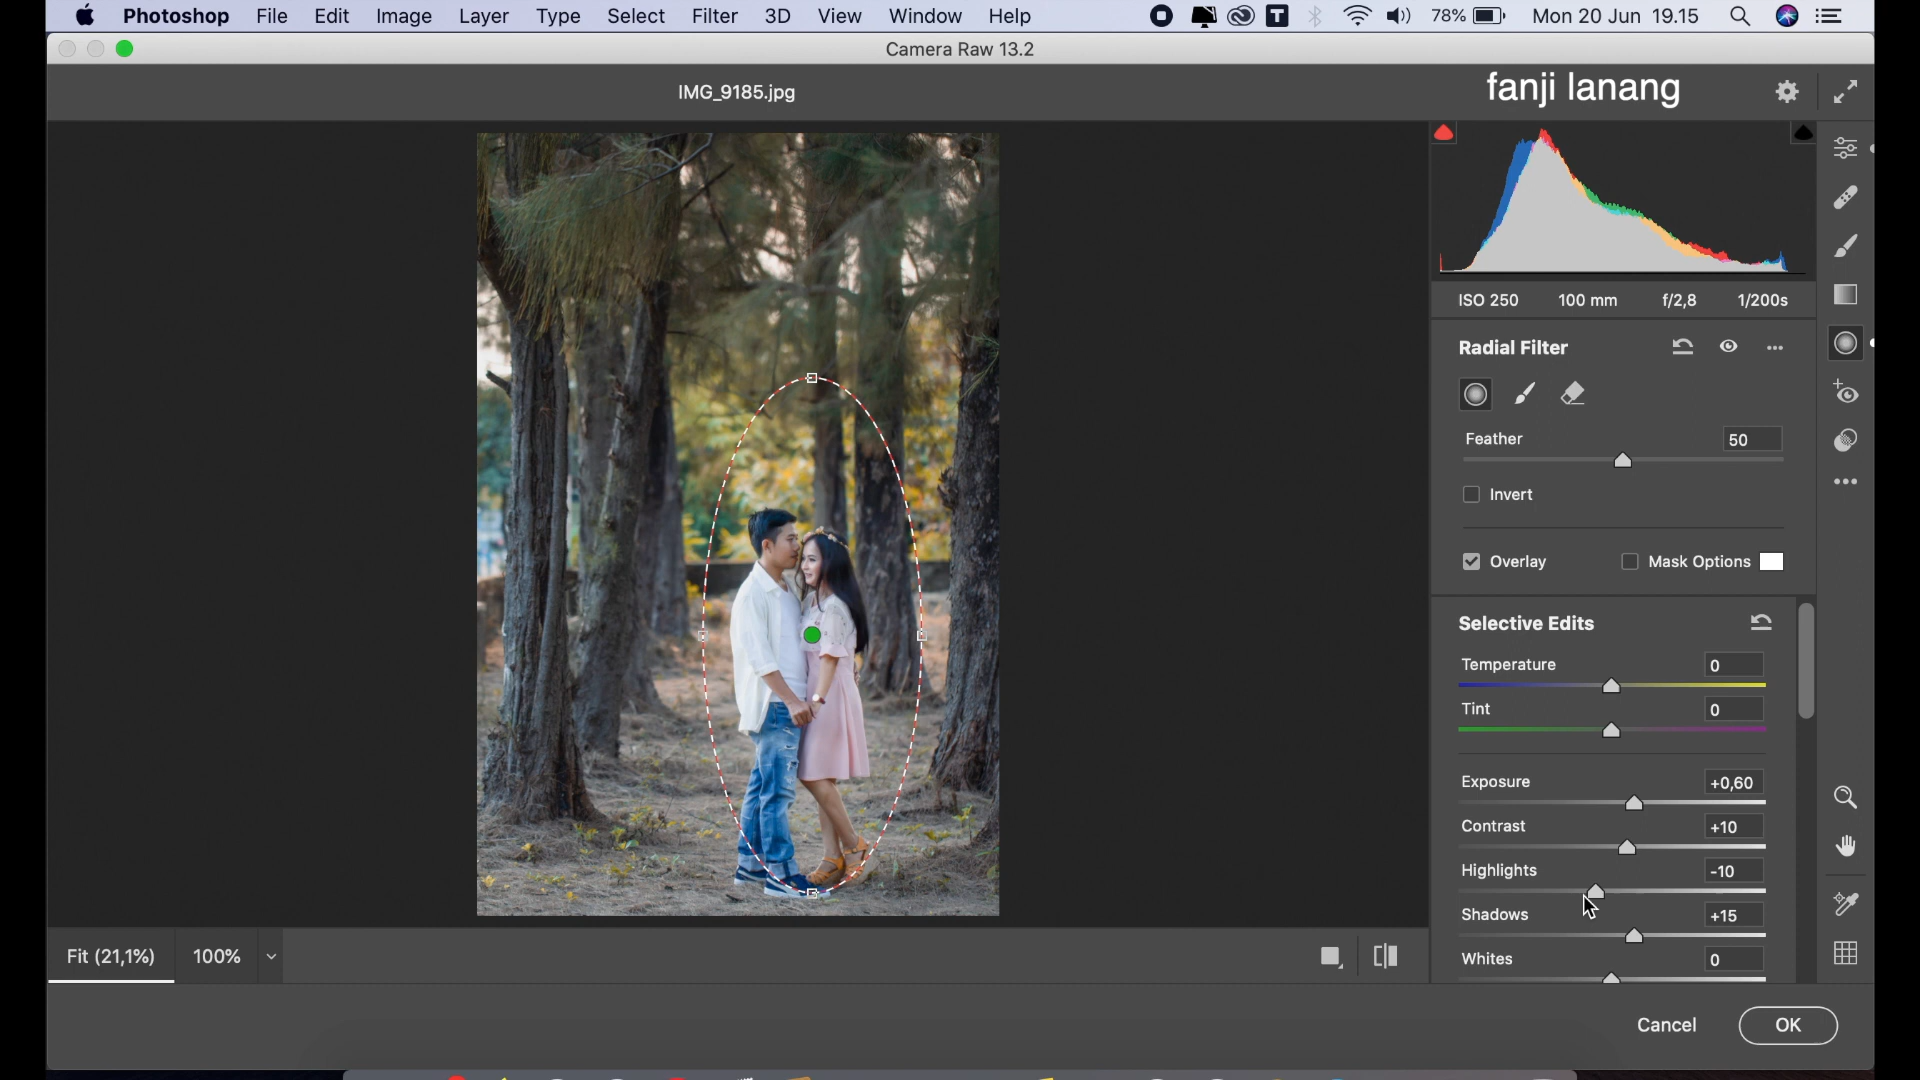 Photoshop File Edit Image Layer Type Select Filter 3D View Window Help T 78% Mon 20 Jun 19.15
Camera Raw 13.2
IMG_9185.jpg
fanji lanang
ISO 250 100 mm f/2,8 1/200s
Radial Filter
Feather 50
Invert
Overlay Mask Options
Selective Edits
Temperature 0
Tint 0
Exposure +0,60
Contrast +10
Highlights -10
Shadows +15
Whites 0
Fit (21,1%) 100%
Cancel OK